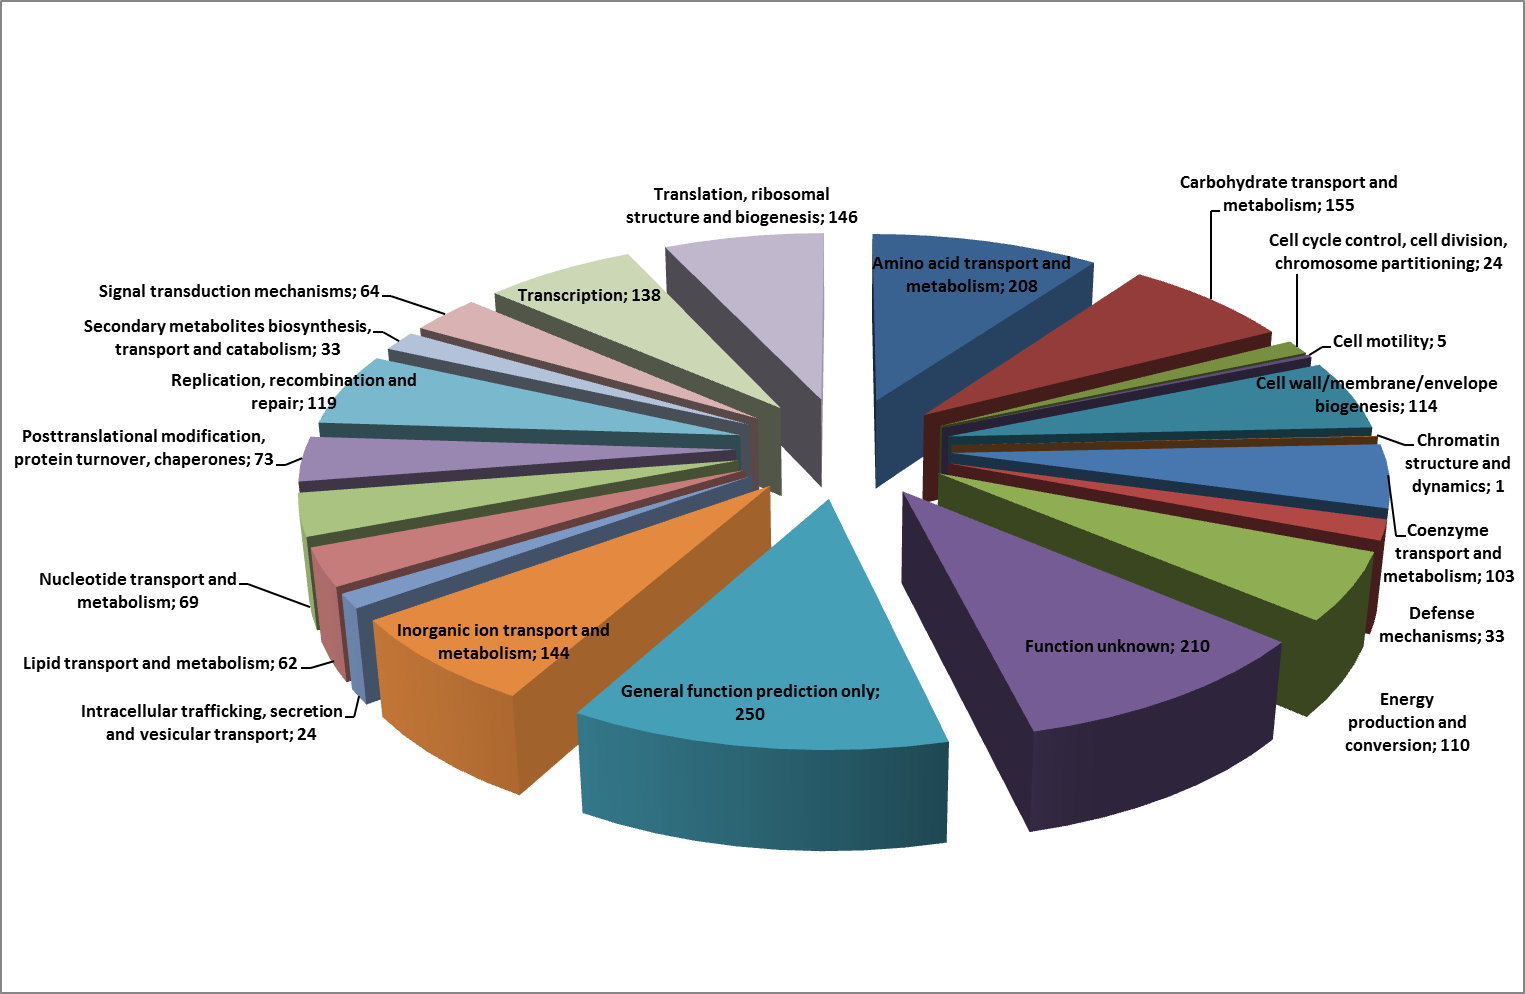 Translation, ribosomal
structure and biogenesis; 146
Amino acid transport and
metabolism; 208
Carbohydrate transport and
metabolism; 155
Cell cycle control, cell division,
chromosome partitioning; 24
Cell motility; 5
Cell wall/membrane/envelope
biogenesis; 114
Chromatin
structure and
dynamics; 1
Coenzyme
transport and
metabolism; 103
Defense
mechanisms; 33
Energy
production and
conversion; 110
Function unknown; 210
General function prediction only;
250
Inorganic ion transport and
metabolism; 144
Intracellular trafficking, secretion
and vesicular transport; 24
Lipid transport and metabolism; 62
Nucleotide transport and
metabolism; 69
Posttranslational modification,
protein turnover, chaperones; 73
Replication, recombination and
repair; 119
Secondary metabolites biosynthesis,
transport and catabolism; 33
Signal transduction mechanisms; 64
Transcription; 138